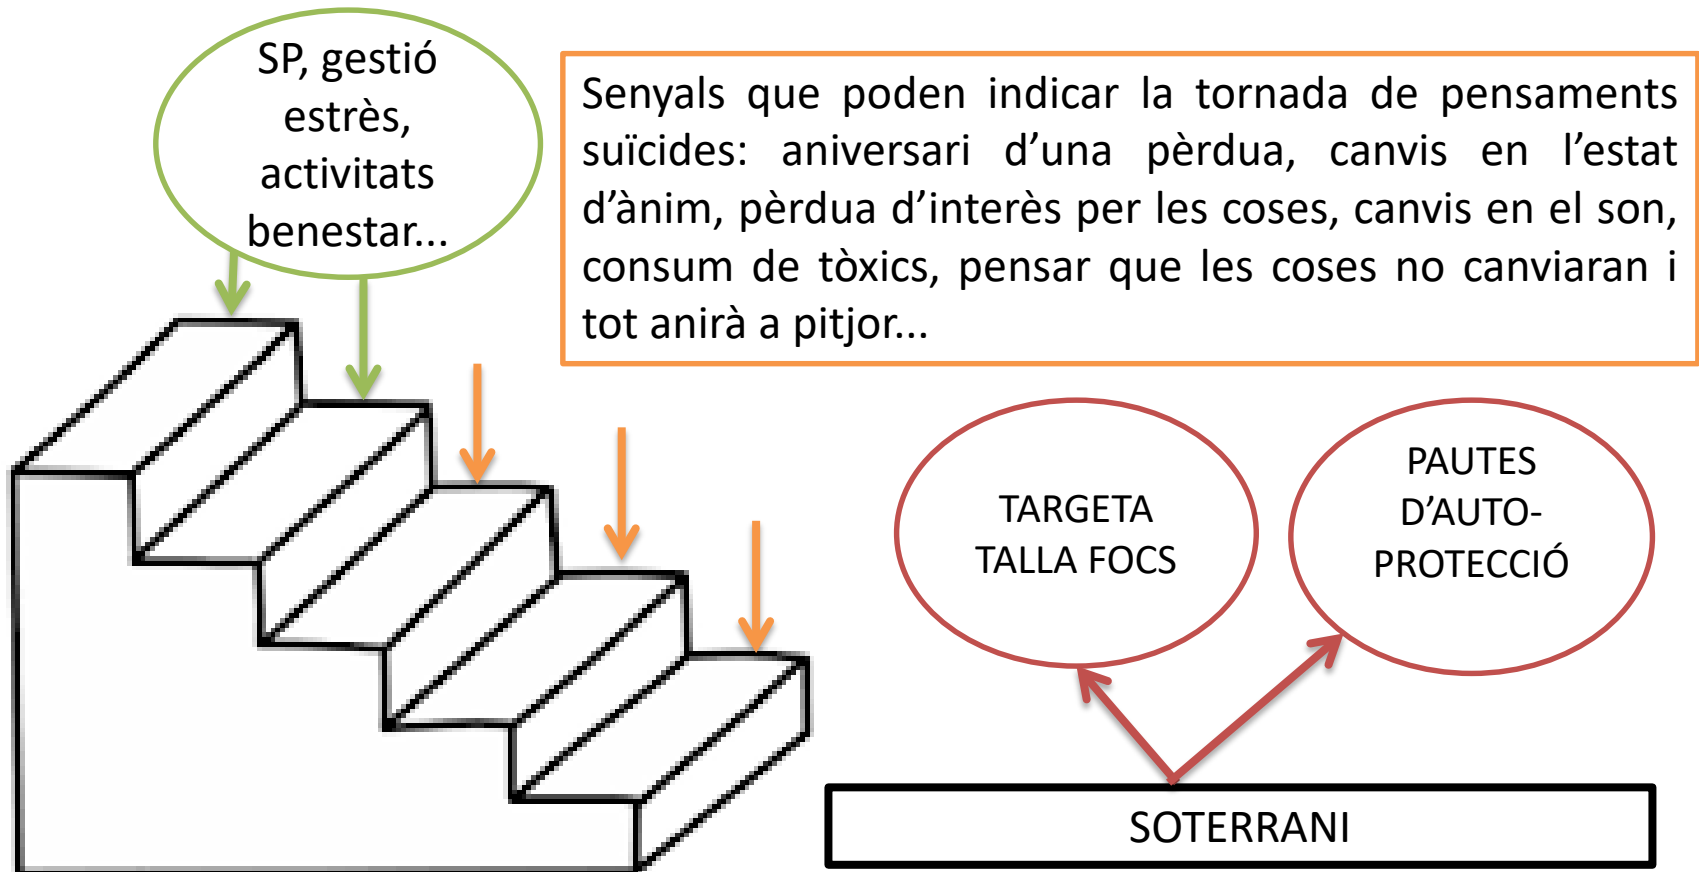 SP, gestió
estrès,
activitats
benestar...
Senyals que poden indicar la tornada de pensaments
suïcides: aniversari d’una pèrdua, canvis en l’estat
d’ànim, pèrdua d’interès per les coses, canvis en el son,
consum de tòxics, pensar que les coses no canviaran i
tot anirà a pitjor...
TARGETA
TALLA FOCS
PAUTES
D’AUTO-
PROTECCIÓ
SOTERRANI